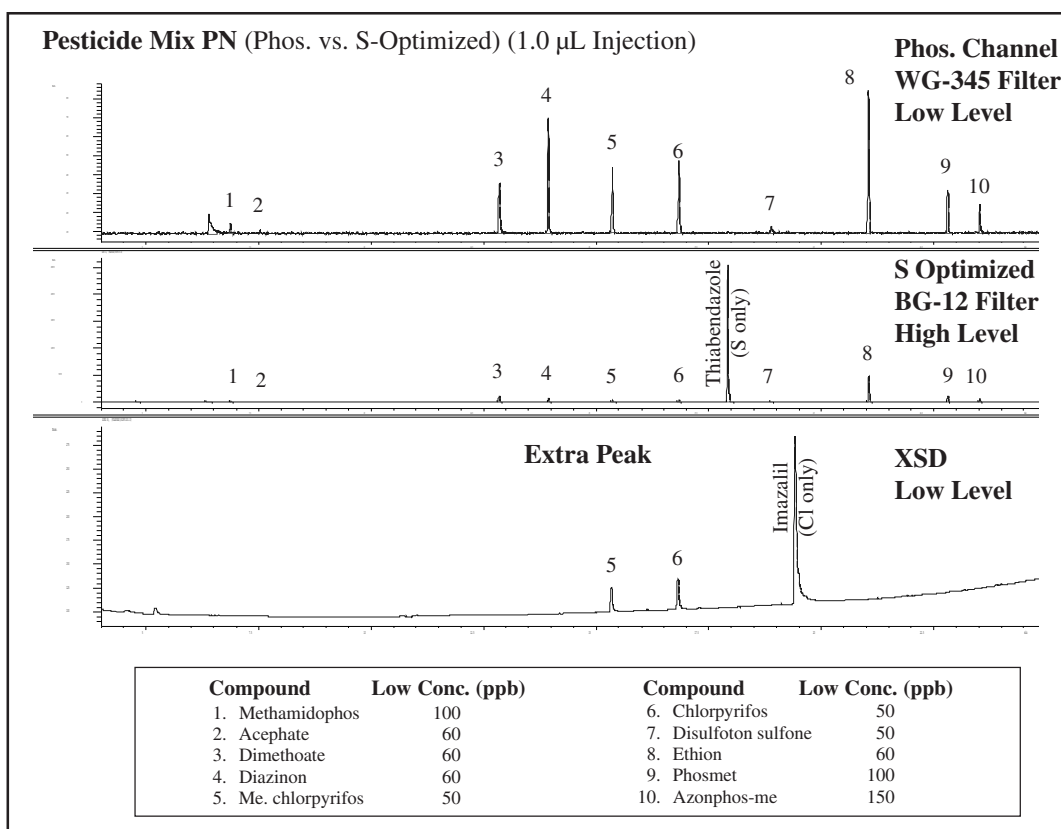 Pesticide Mix PN (Phos. vs. S-Optimized) (1.0 µL Injection)
Phos. Channel
WG-345 Filter
Low Level
1
2
3
4
5
6
7
8
9
10
S Optimized
BG-12 Filter
High Level
1
2
3
4
5
6
Thiabendazole
(S only)
7
8
9
10
Extra Peak
XSD
Low Level
5
6
Imazalil
(Cl only)
Compound Low Conc. (ppb)
1. Methamidophos 100
2. Acephate 60
3. Dimethoate 60
4. Diazinon 60
5. Me. chlorpyrifos 50
Compound Low Conc. (ppb)
6. Chlorpyrifos 50
7. Disulfoton sulfone 50
8. Ethion 60
9. Phosmet 100
10. Azonphos-me 150